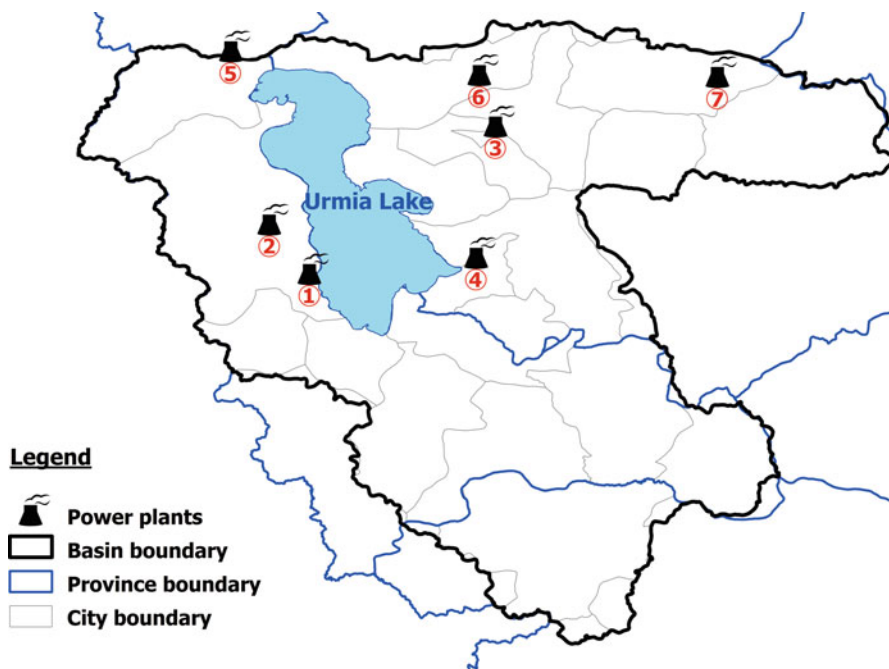 ⑤
⑥
⑦
③
Urmia Lake
②
④
①
Legend
Power plants
Basin boundary
Province boundary
City boundary